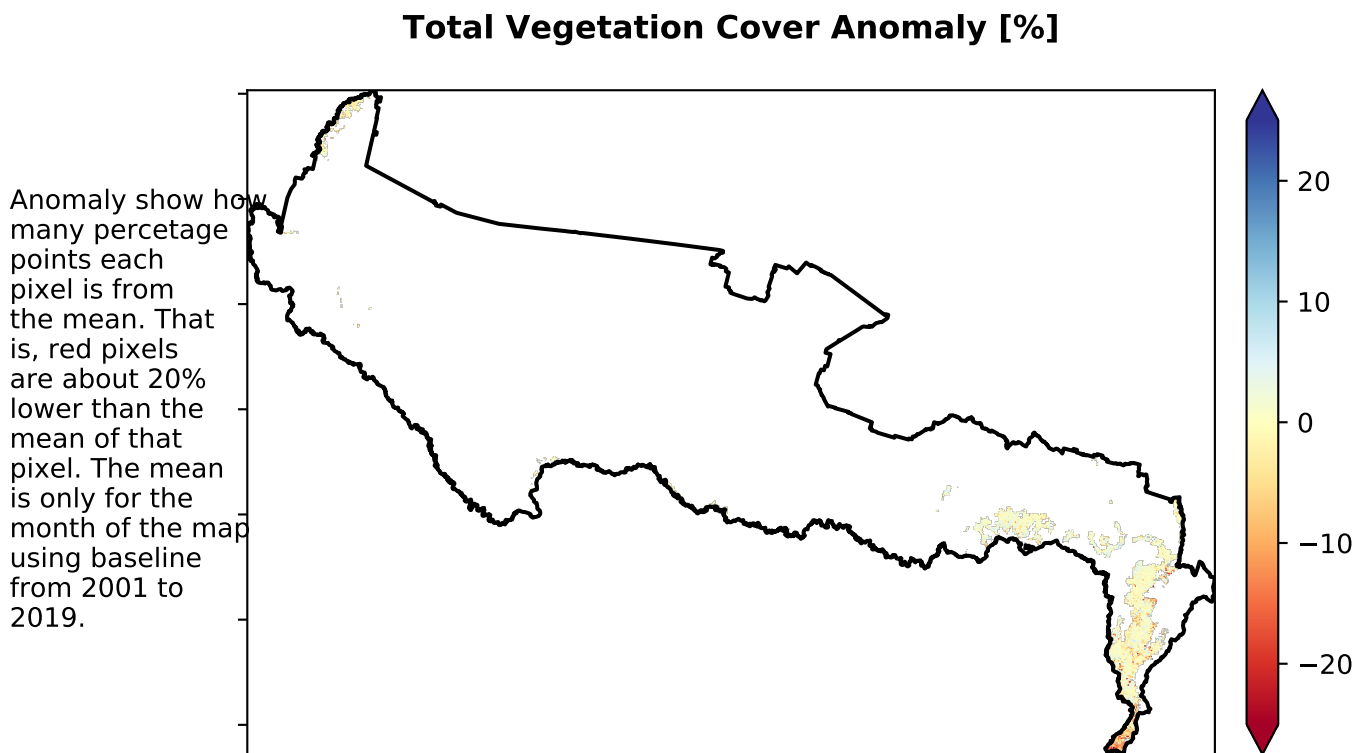 Total Vegetation Cover Anomaly [%]
Anomaly show how
many percetage
points each
pixel is from
the mean. That
is, red pixels
are about 20%
lower than the
mean of that
pixel. The mean
is only for the
month of the map
using baseline
from 2001 to
2019.
20
10
0
−10
−20